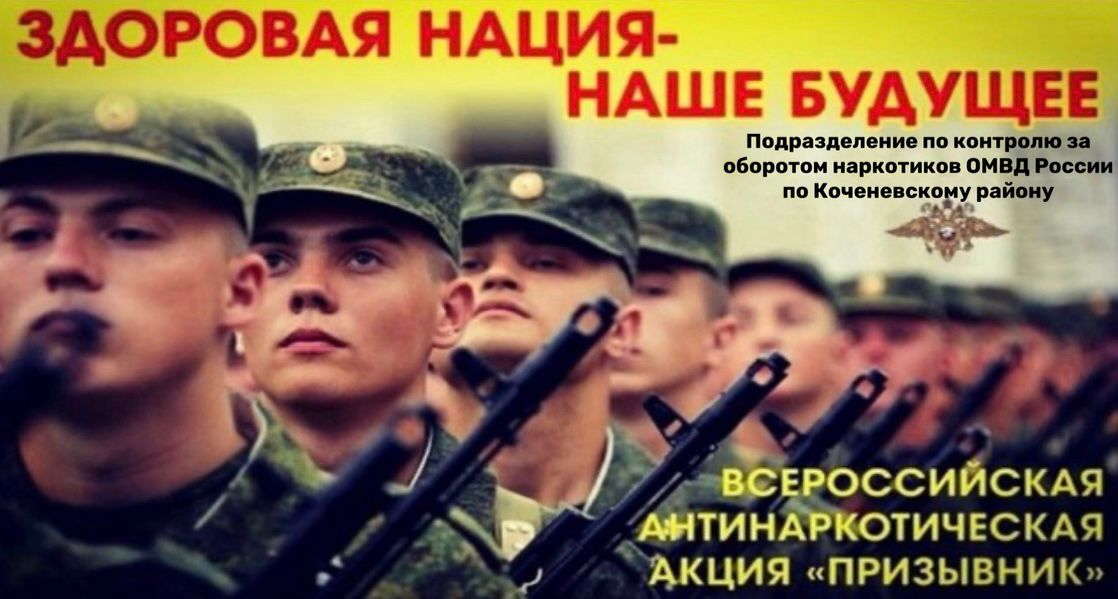 ЗДОРОВАЯ НАЦИЯ-
НАШЕ БУДУЩЕЕ
Подразделение по контролю за
оборотом наркотиков ОМВД России
по Коченевскому району
ВСЕРОССИЙСКАЯ
АНТИНАРКОТИЧЕСКАЯ
АКЦИЯ «ПРИЗЫВНИК»